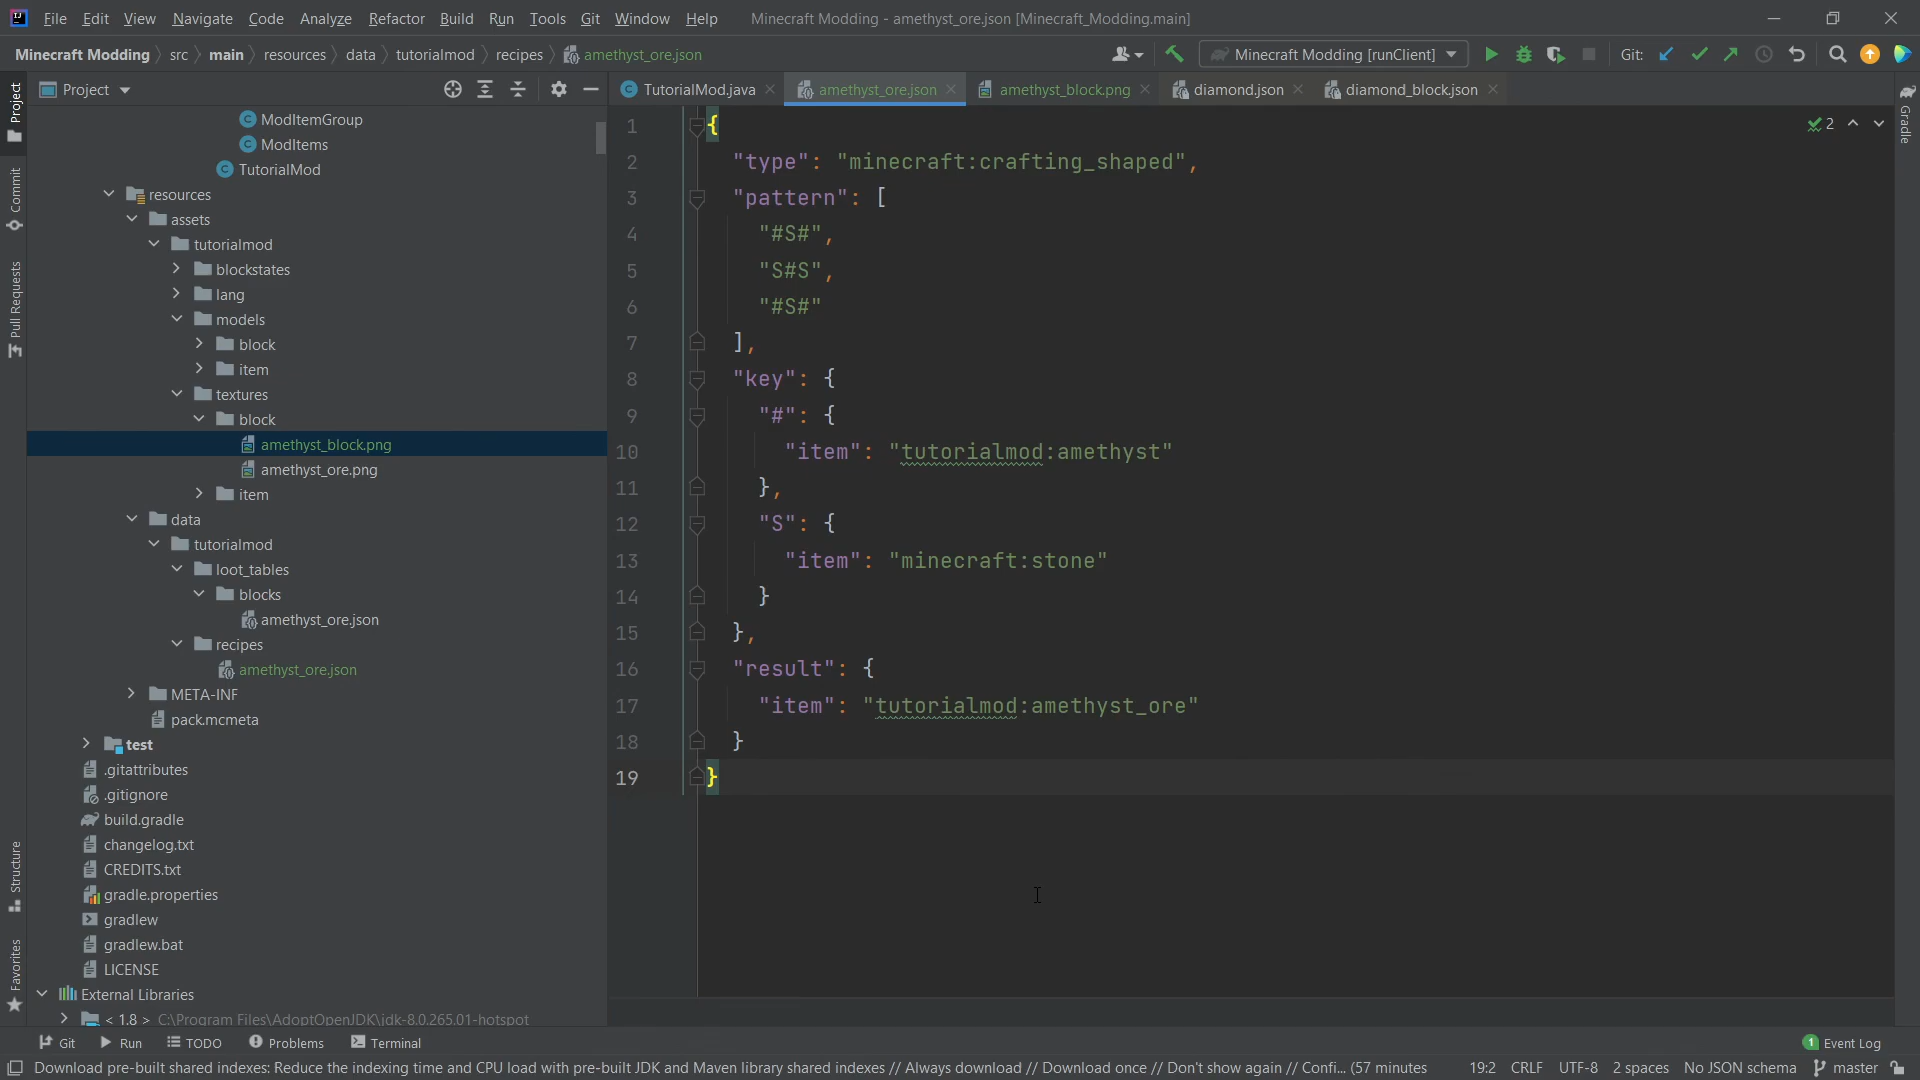 File Edit View Navigate Code Analyze Refactor Build Run Tools Git Window Help Minecraft Modding - amethyst_ore.json [Minecraft_Modding.main]
Minecraft Modding src main resources data tutorialmod recipes amethyst_ore.json Minecraft Modding [runClient] Git:
Project
TutorialMod.java amethyst_ore.json amethyst_block.png diamond.json diamond_block.json
Project
Commit
Pull Requests
Structure
Favorites
Gradle
ModItemGroup
ModItems
TutorialMod
resources
assets
tutorialmod
blockstates
lang
models
block
item
textures
block
amethyst_block.png
amethyst_ore.png
item
data
tutorialmod
loot_tables
blocks
amethyst_ore.json
recipes
amethyst_ore.json
META-INF
pack.mcmeta
test
.gitattributes
.gitignore
build.gradle
changelog.txt
CREDITS.txt
gradle.properties
gradlew
gradlew.bat
LICENSE
External Libraries
< 1.8 > C:\Program Files\AdoptOpenJDK\jdk-8.0.265.01-hotspot
2
1 {
2 "type": "minecraft:crafting_shaped",
3 "pattern": [
4 "#S#",
5 "S#S",
6 "#S#"
7 ],
8 "key": {
9 "#": {
10 "item": "tutorialmod:amethyst"
11 },
12 "S": {
13 "item": "minecraft:stone"
14 }
15 },
16 "result": {
17 "item": "tutorialmod:amethyst_ore"
18 }
19 }
Git Run TODO Problems Terminal 1 Event Log
Download pre-built shared indexes: Reduce the indexing time and CPU load with pre-built JDK and Maven library shared indexes // Always download // Download once // Don't show again // Confi... (57 minutes 19:2 CRLF UTF-8 2 spaces No JSON schema master